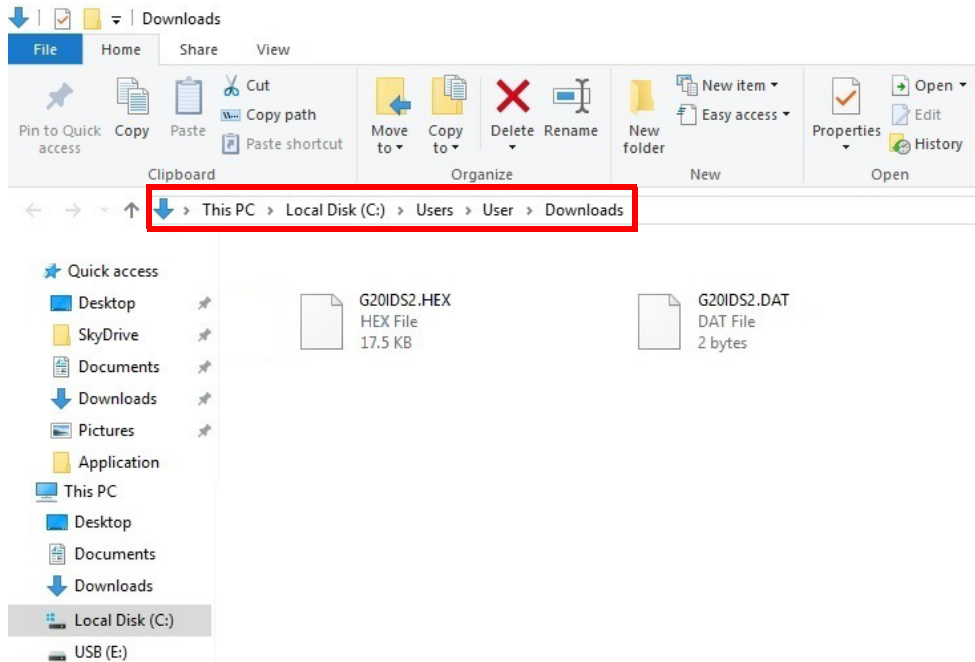 Downloads
File Home Share View
Pin to Quick access
Copy
Paste
Cut
Copy path
Paste shortcut
Clipboard
Move to
Copy to
Delete
Rename
Organize
New folder
New item
Easy access
New
Properties
Open
Edit
History
Open
This PC > Local Disk (C:) > Users > User > Downloads
Quick access
Desktop
SkyDrive
Documents
Downloads
Pictures
Application
This PC
Desktop
Documents
Downloads
Local Disk (C:)
USB (E:)
G20IDS2.HEX
HEX File
17.5 KB
G20IDS2.DAT
DAT File
2 bytes